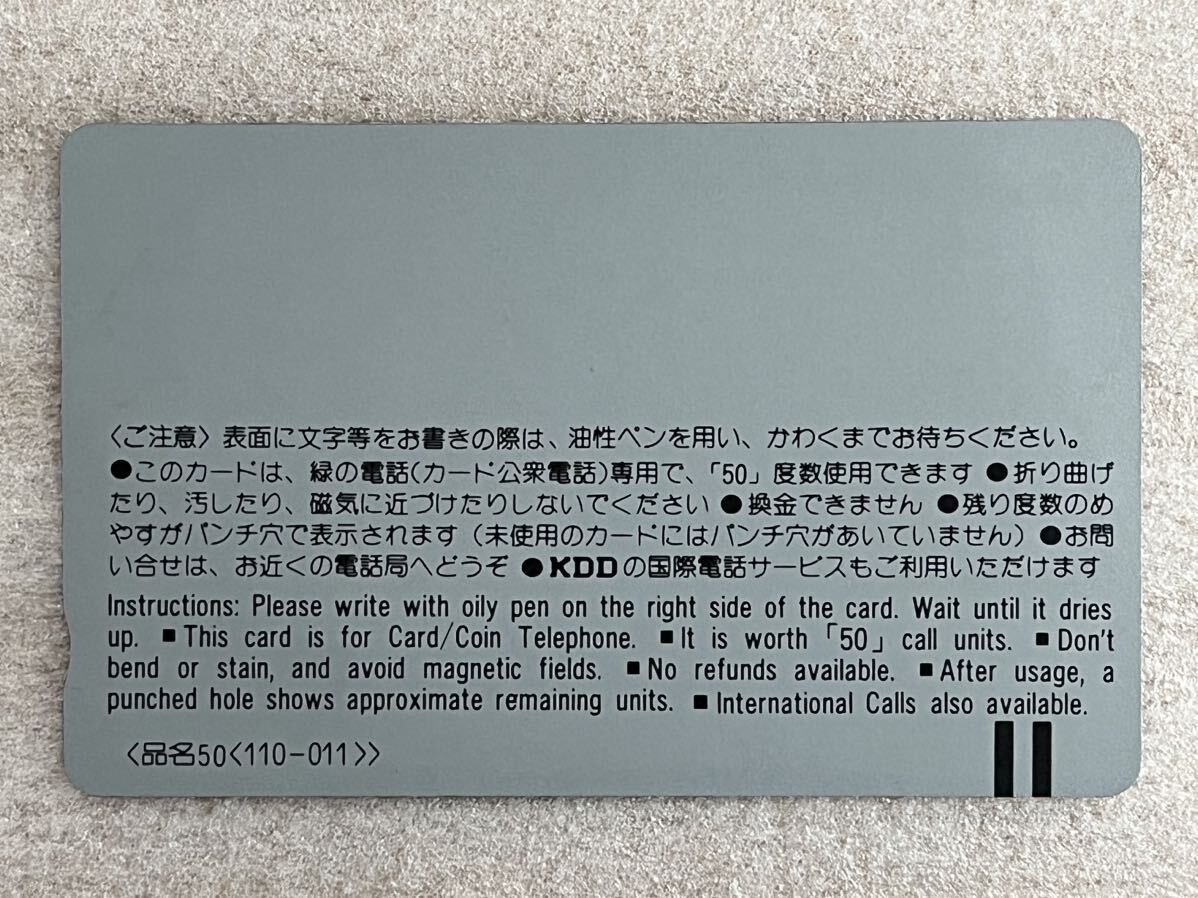 〈ご注意〉表面に文字等をお書きの際は、油性ペンを用い、かわくまでお待ちください。
●このカードは、緑の電話(カード公衆電話)専用で、「50」度数使用できます ●折り曲げ
たり、汚したり、磁気に近づけたりしないでください ●換金できません ●残り度数のめ
やすがパンチ穴で表示されます（未使用のカードにはパンチ穴があいていません）●お問
い合せは、お近くの電話局へどうぞ ●KDDの国際電話サービスもご利用いただけます
Instructions: Please write with oily pen on the right side of the card. Wait until it dries
up. ■This card is for Card/Coin Telephone. ■It is worth「50」call units. ■Don't
bend or stain, and avoid magnetic fields. ■No refunds available. ■After usage, a
punched hole shows approximate remaining units. ■International Calls also available.
〈品名50〈110-011〉〉